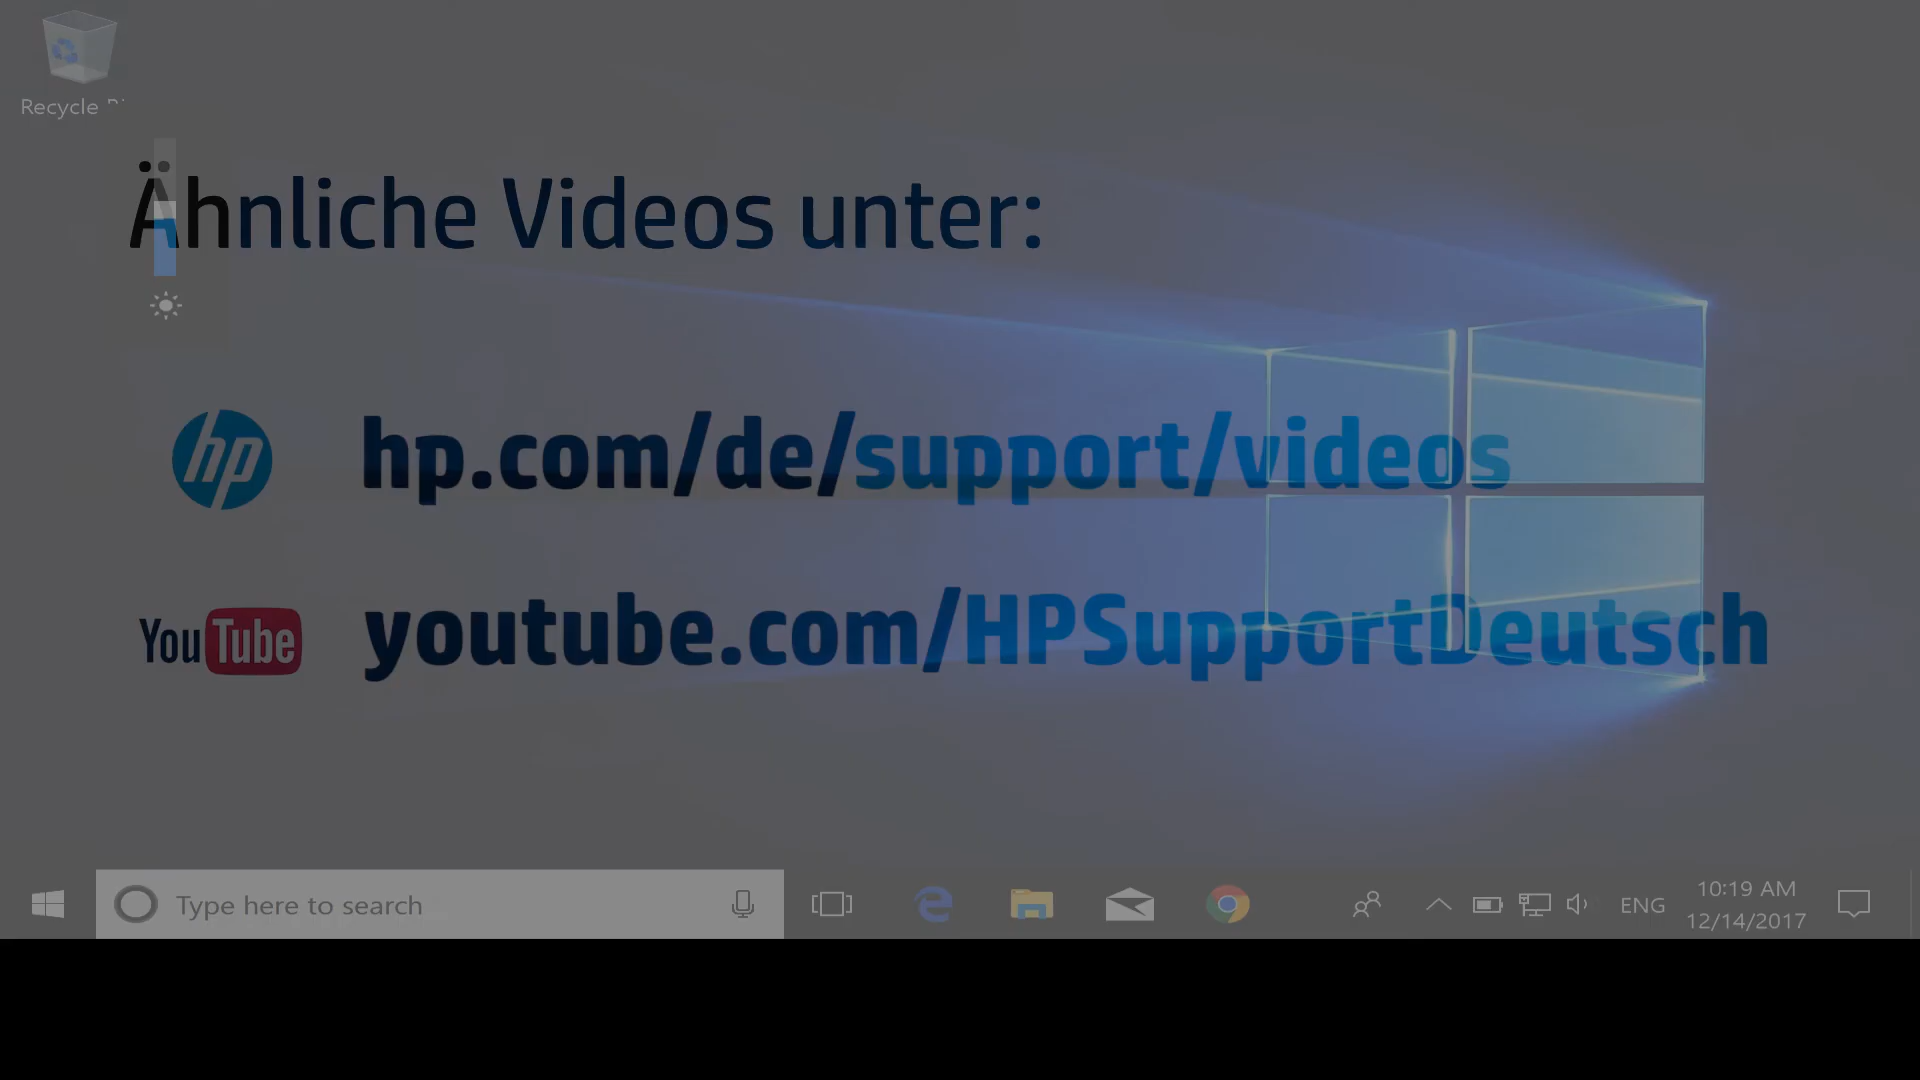 Recycle
Ähnliche Videos unter:
hp hp.com/de/support/videos
YouTube youtube.com/HPSupportDeutsch
Type here to search
ENG
10:19 AM
12/14/2017